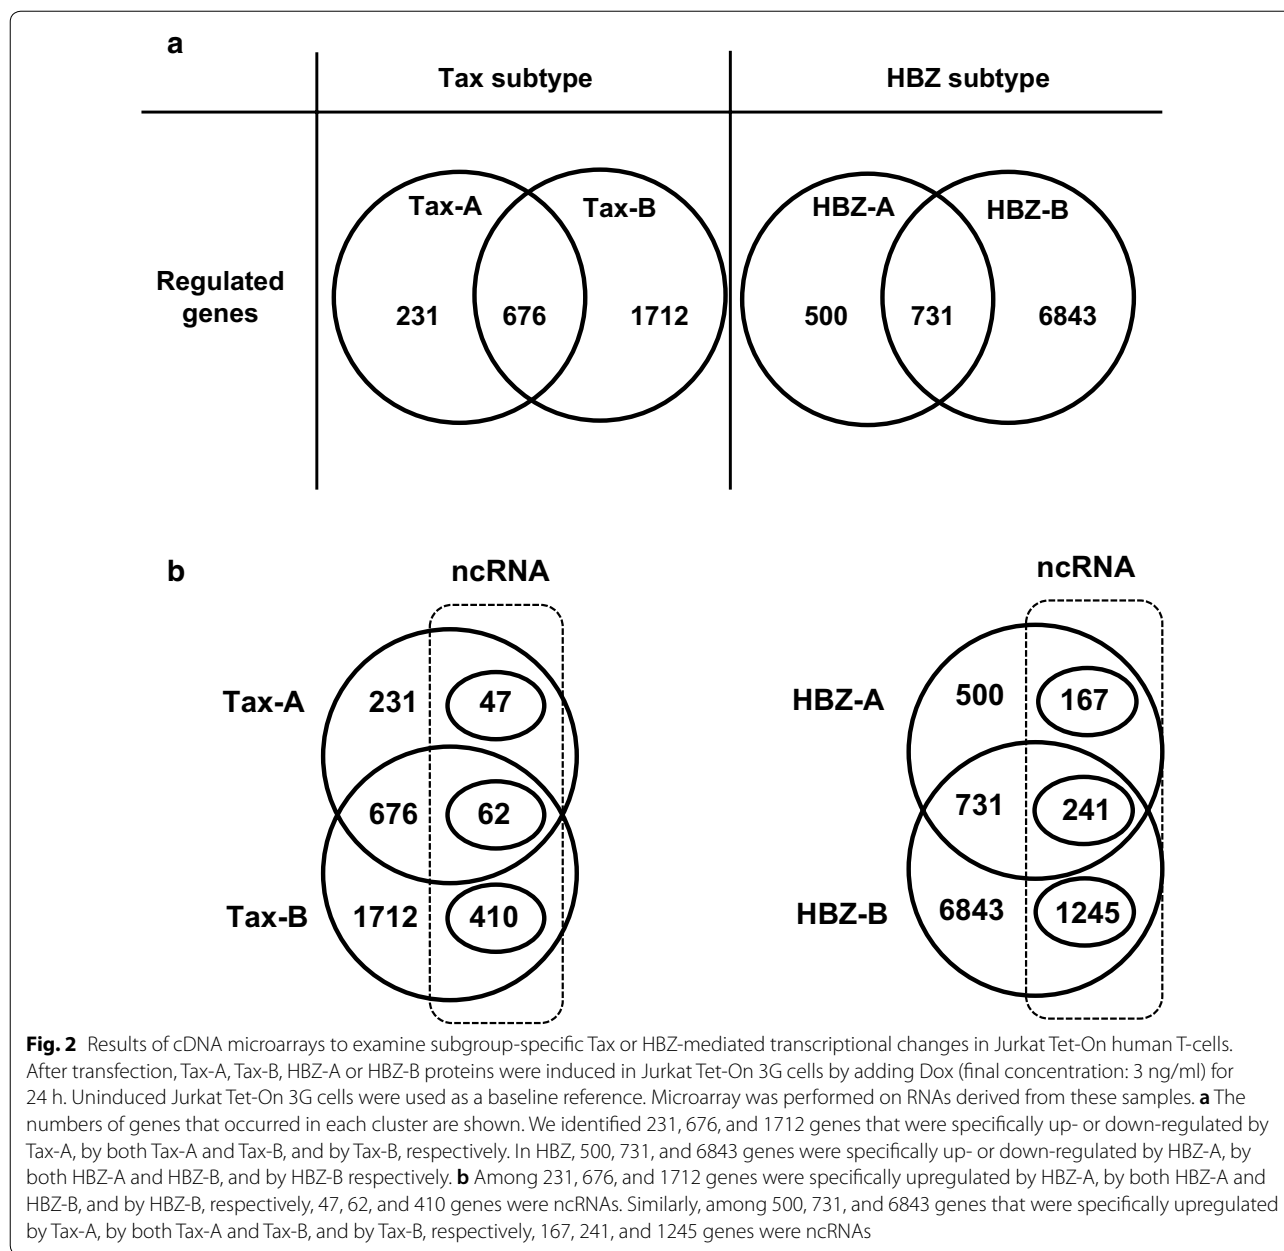 a
Tax subtype HBZ subtype
Tax-A Tax-B HBZ-A HBZ-B
Regulated
genes
231 676 1712 500 731 6843
b
ncRNA ncRNA
Tax-A 231 47 HBZ-A 500 167
676 62 731 241
Tax-B 1712 410 HBZ-B 6843 1245
Fig. 2 Results of cDNA microarrays to examine subgroup-specific Tax or HBZ-mediated transcriptional changes in Jurkat Tet-On human T-cells.
After transfection, Tax-A, Tax-B, HBZ-A or HBZ-B proteins were induced in Jurkat Tet-On 3G cells by adding Dox (final concentration: 3 ng/ml) for
24 h. Uninduced Jurkat Tet-On 3G cells were used as a baseline reference. Microarray was performed on RNAs derived from these samples. a The
numbers of genes that occurred in each cluster are shown. We identified 231, 676, and 1712 genes that were specifically up- or down-regulated by
Tax-A, by both Tax-A and Tax-B, and by Tax-B, respectively. In HBZ, 500, 731, and 6843 genes were specifically up- or down-regulated by HBZ-A, by
both HBZ-A and HBZ-B, and by HBZ-B respectively. b Among 231, 676, and 1712 genes were specifically upregulated by HBZ-A, by both HBZ-A and
HBZ-B, and by HBZ-B, respectively, 47, 62, and 410 genes were ncRNAs. Similarly, among 500, 731, and 6843 genes that were specifically upregulated
by Tax-A, by both Tax-A and Tax-B, and by Tax-B, respectively, 167, 241, and 1245 genes were ncRNAs